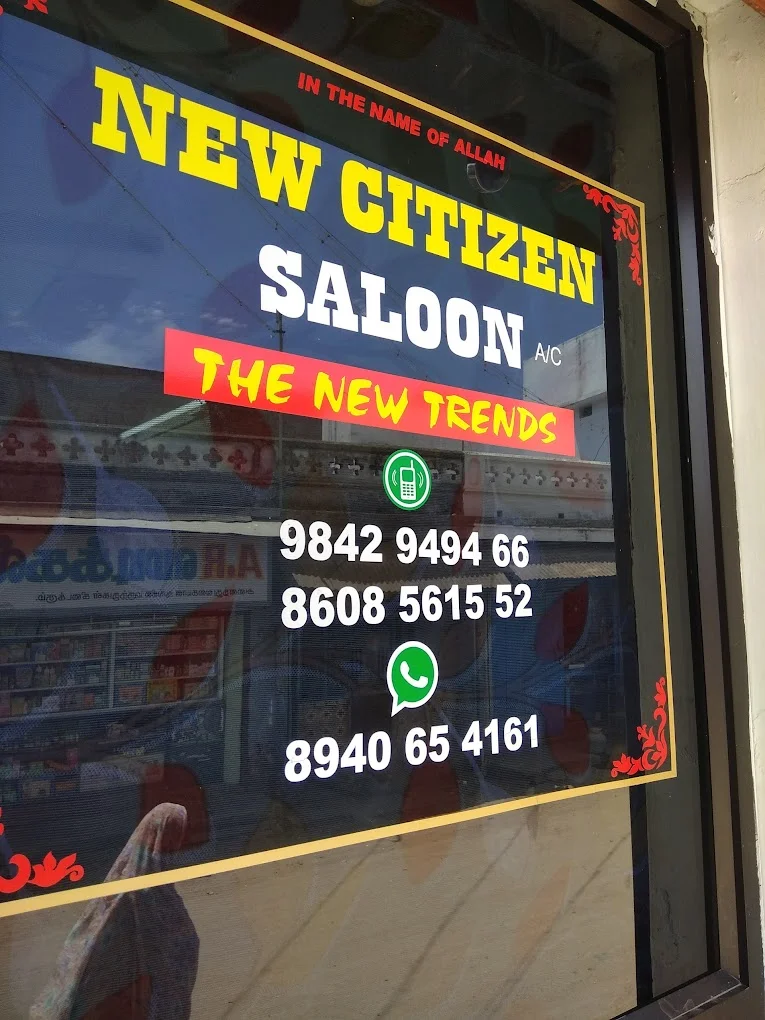 IN THE NAME OF ALLAH
NEW CITIZEN
SALOON A/C
THE NEW TRENDS
9842 9494 66
8608 5615 52
8940 65 4161
A.R